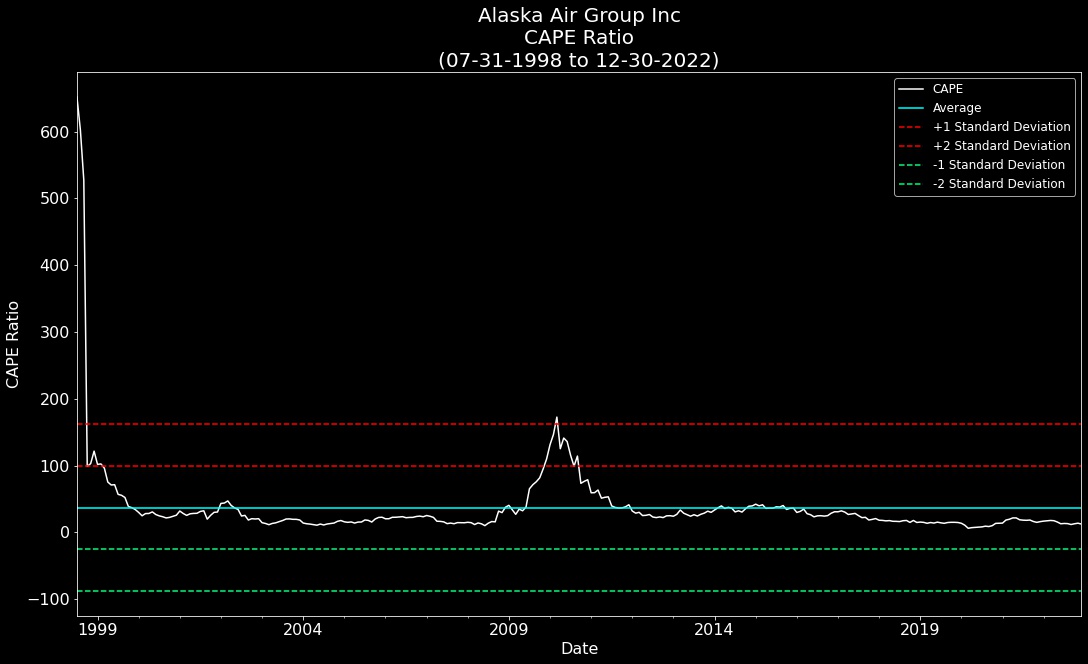 Alaska Air Group Inc
CAPE Ratio
(07-31-1998 to 12-30-2022)
CAPE
Average
+1 Standard Deviation
+2 Standard Deviation
-1 Standard Deviation
-2 Standard Deviation
CAPE Ratio
600
500
400
300
200
100
0
−100
1999
2004
2009
2014
2019
Date